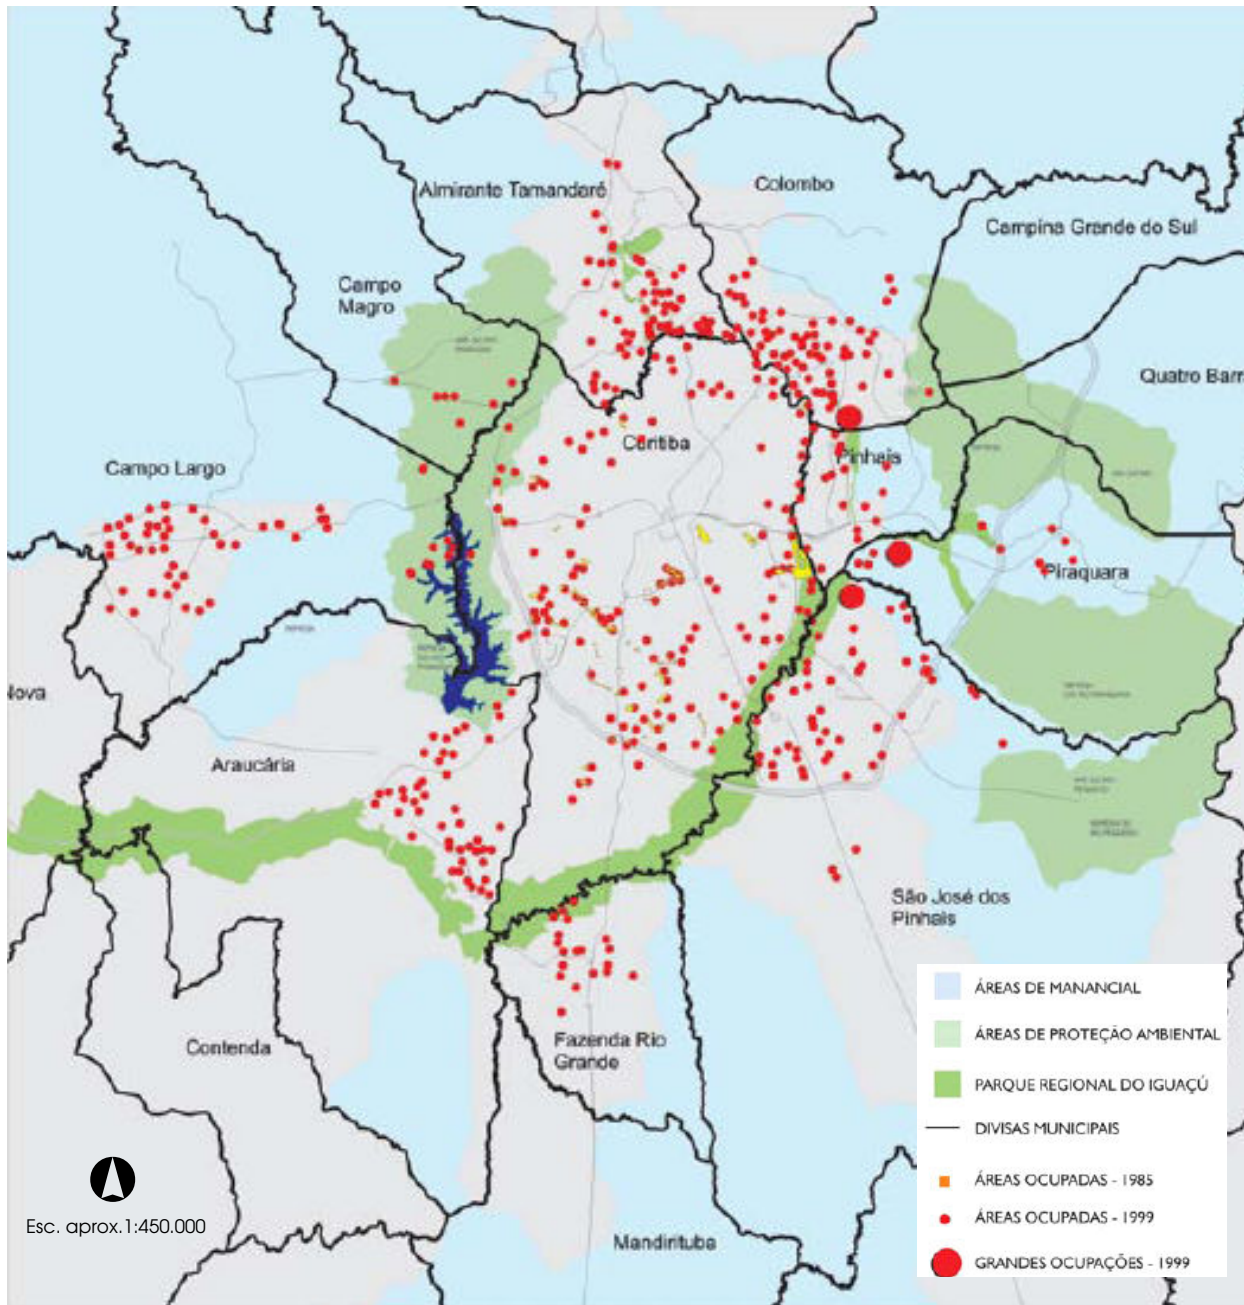 Almirante Tamandaré
Colombo
Campina Grande do Sul
Campo
Magro
Quatro Barr
Curitiba
Pinhais
Campo Largo
Piraquara
Nova
Araucária
São José dos
Pinhais
Fazenda Rio
Grande
Contenda
Mandirituba
Esc. aprox.1:450.000
ÁREAS DE MANANCIAL
ÁREAS DE PROTEÇÃO AMBIENTAL
PARQUE REGIONAL DO IGUAÇÚ
DIVISAS MUNICIPAIS
ÁREAS OCUPADAS - 1985
ÁREAS OCUPADAS - 1999
GRANDES OCUPAÇÕES - 1999